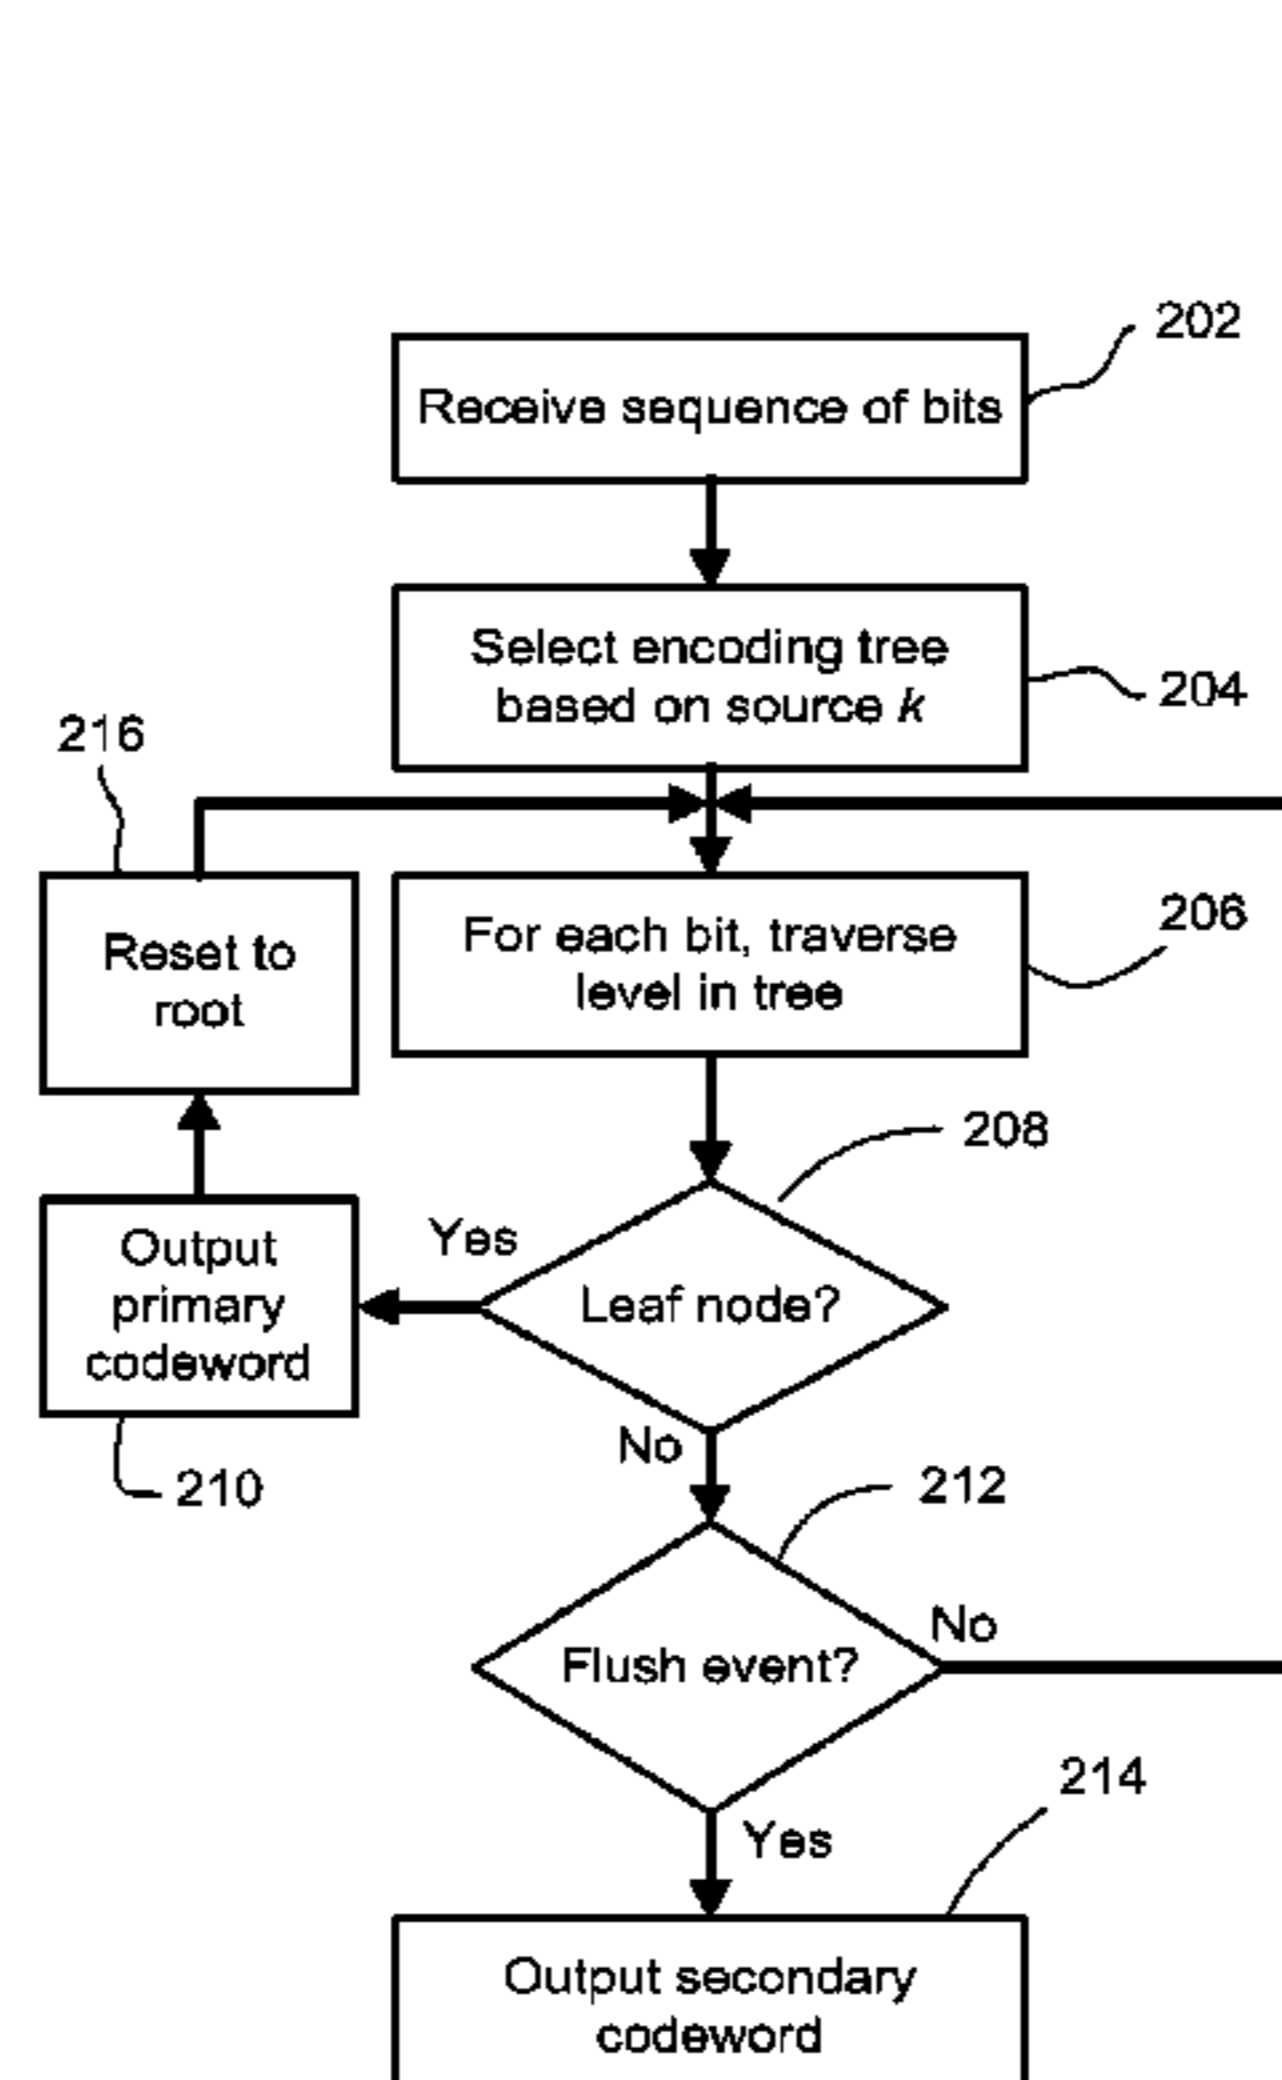 202
Receive sequence of bits
Select encoding tree
based on source k
204
216
Reset to
root
For each bit, traverse
level in tree
206
208
Yes
Leaf node?
Output
primary
codeword
No
210
212
No
Flush event?
214
Yes
Output secondary
codeword